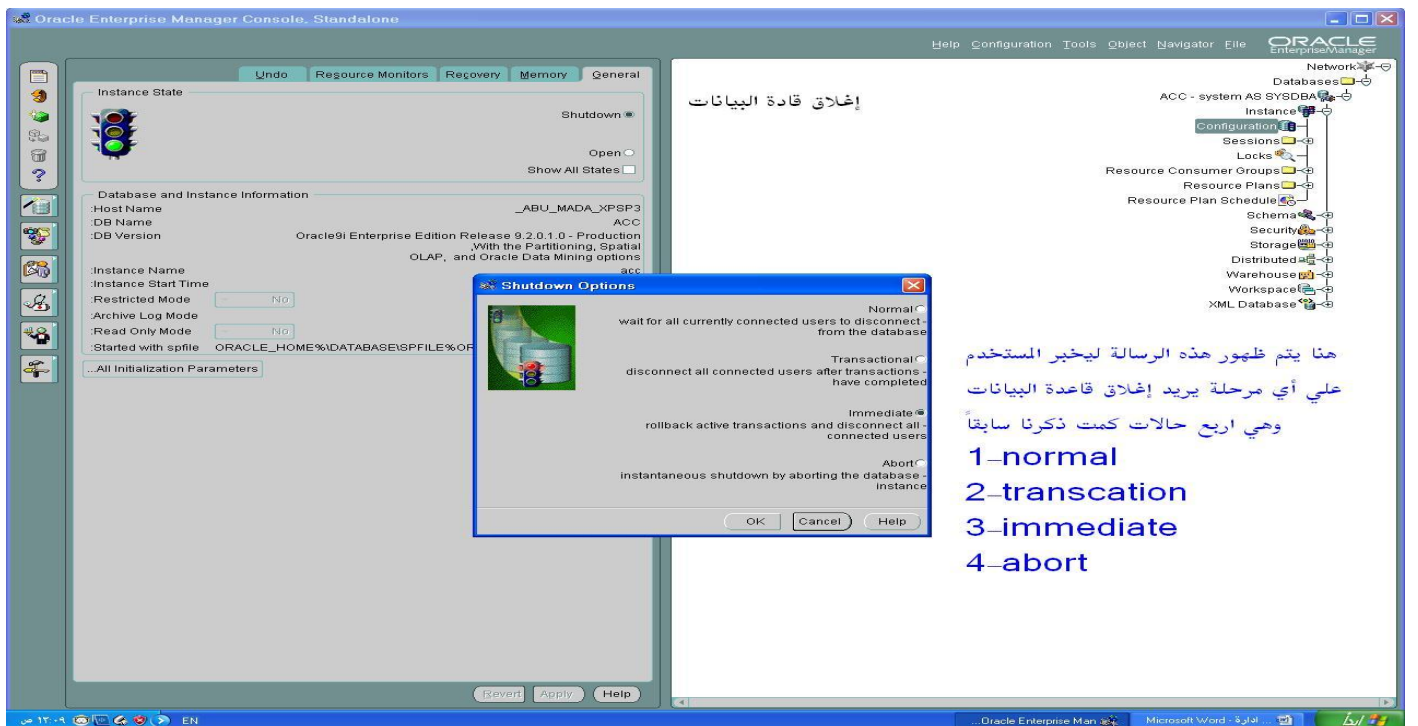 Oracle Enterprise Manager Console, Standalone
Help Configuration Tools Object Navigator File
ORACLE
EnterpriseManager
Undo Resource Monitors Recovery Memory General
Instance State
Shutdown
Open
Show All States
Database and Instance Information
:Host Name _ABU_MADA_XPSP3
:DB Name ACC
:DB Version Oracle9i Enterprise Edition Release 9.2.0.1.0 - Production
,With the Partitioning, Spatial
OLAP, and Oracle Data Mining options
:Instance Name acc
:Instance Start Time
:Restricted Mode No
:Archive Log Mode
:Read Only Mode No
:Started with spfile ORACLE_HOME%\DATABASE\SPFILE%OR
...All Initialization Parameters
Revert Apply Help
إغلاق قادة البيانات
Network
Databases
ACC - system AS SYSDBA
Instance
Configuration
Sessions
Locks
Resource Consumer Groups
Resource Plans
Resource Plan Schedule
Schema
Security
Storage
Distributed
Warehouse
Workspace
XML Database
Shutdown Options
Normal
wait for all currently connected users to disconnect -
from the database
Transactional
disconnect all connected users after transactions -
have completed
Immediate
rollback active transactions and disconnect all -
connected users
Abort
instantaneous shutdown by aborting the database -
instance
OK Cancel Help
هنا يتم ظهور هذه الرسالة ليخبر المستخدم
علي أي مرحلة يريد إغلاق قاعدة البيانات
وهي اربع حالات كمت ذكرنا سابقاً
1-normal
2-transcation
3-immediate
4-abort
ابدأ
ادارة ... - Microsoft Word
...Oracle Enterprise Man
EN
١٢:٠٩ ص